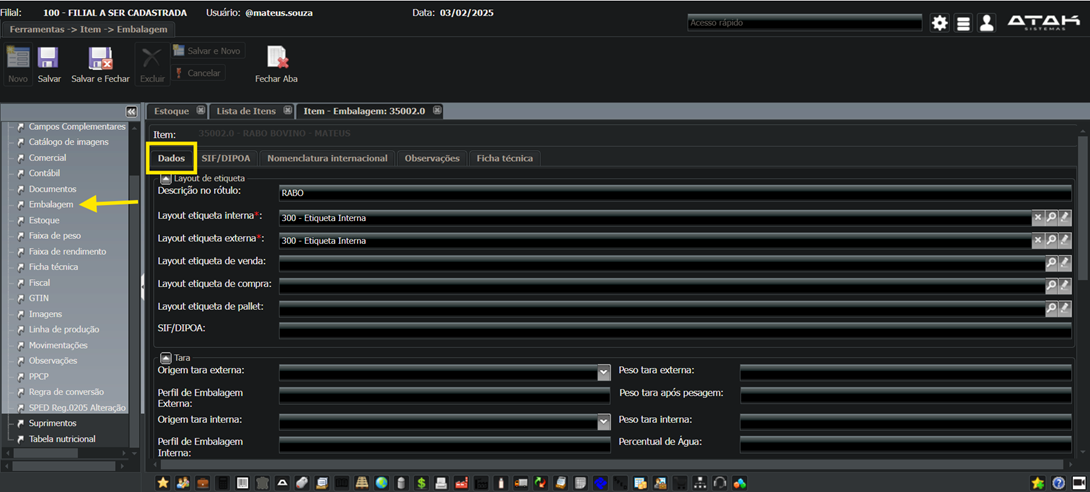 Filial: 100 - FILIAL A SER CADASTRADA Usuário: @mateus.souza Data: 03/02/2025
Ferramentas -> Item -> Embalagem
Acesso rápido
ATAK
SISTEMAS
Novo
Salvar
Salvar e Fechar
Excluir
Salvar e Novo
Cancelar
Fechar Aba
Campos Complementares
Catálogo de imagens
Comercial
Contábil
Documentos
Embalagem
Estoque
Faixa de peso
Faixa de rendimento
Ficha técnica
Fiscal
GTIN
Imagens
Linha de produção
Movimentações
Observações
PPCP
Regra de conversão
SPED Reg.0205 Alteração
Suprimentos
Tabela nutricional
Estoque
Lista de Itens
Item - Embalagem: 35002.0
Item: 35002.0 - RABO BOVINO - MATEUS
Dados
SIF/DIPOA
Nomenclatura internacional
Observações
Ficha técnica
Layout de etiqueta
Descrição no rótulo: RABO
Layout etiqueta interna*: 300 - Etiqueta Interna
Layout etiqueta externa*: 300 - Etiqueta Interna
Layout etiqueta de venda:
Layout etiqueta de compra:
Layout etiqueta de pallet:
SIF/DIPOA:
Tara
Origem tara externa: Peso tara externa:
Perfil de Embalagem Peso tara após pesagem:
Externa:
Origem tara interna: Peso tara interna:
Perfil de Embalagem Percentual de Água:
Interna: